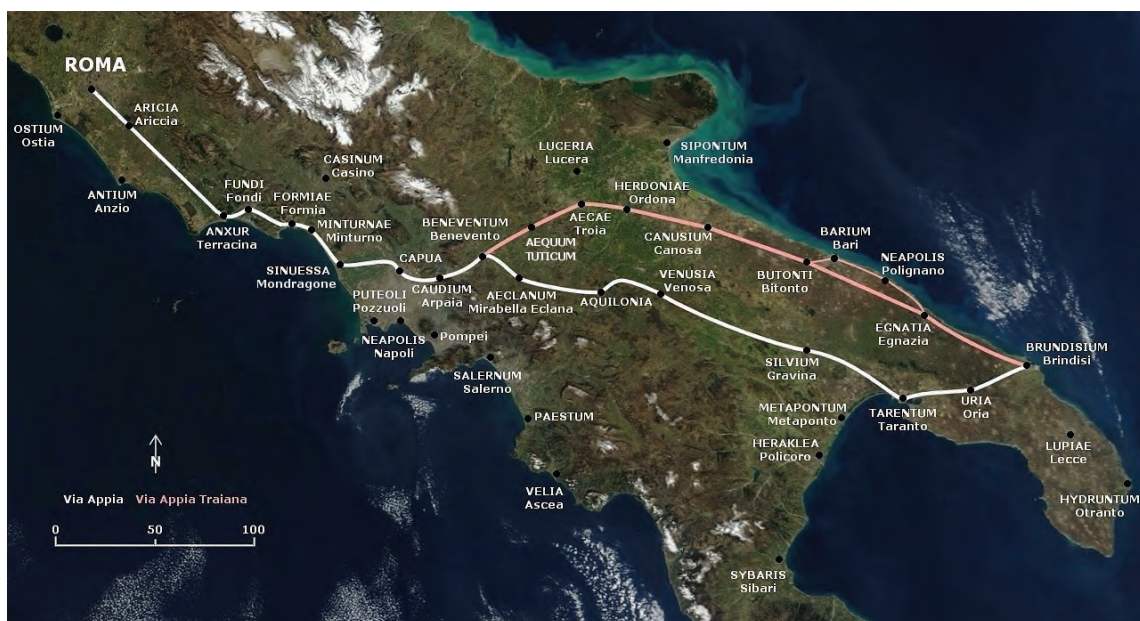 ROMA
ARICIA
Ariccia
OSTIUM
Ostia
ANTIUM
Anzio
CASINUM
Casino
FUNDI
Fondi
FORMIAE
Formia
ANXUR
Terracina
MINTURNAE
Minturno
SINUESSA
Mondragone
CAPUA
CAUDIUM
Arpaia
BENEVENTUM
Benevento
LUCERIA
Lucera
SIPONTUM
Manfredonia
HERDONIAE
Ordona
AECAE
Troia
AEQUUM
TUTICUM
CANUSIUM
Canosa
BARIUM
Bari
NEAPOLIS
Polignano
BUTONTI
Bitonto
AECLANUM
Mirabella Eclana
AQUILONIA
VENUSIA
Venosa
PUTEOLI
Pozzuoli
NEAPOLIS
Napoli
Pompei
SALERNUM
Salerno
EGNATIA
Egnazia
BRUNDISIUM
Brindisi
SILVIUM
Gravina
PAESTUM
METAPONTUM
Metaponto
TARENTUM
Taranto
URIA
Oria
HERAKLEA
Policoro
LUPIAE
Lecce
VELIA
Ascea
HYDRUNTUM
Otranto
SYBARIS
Sibari
N
Via Appia Via Appia Traiana
0 50 100